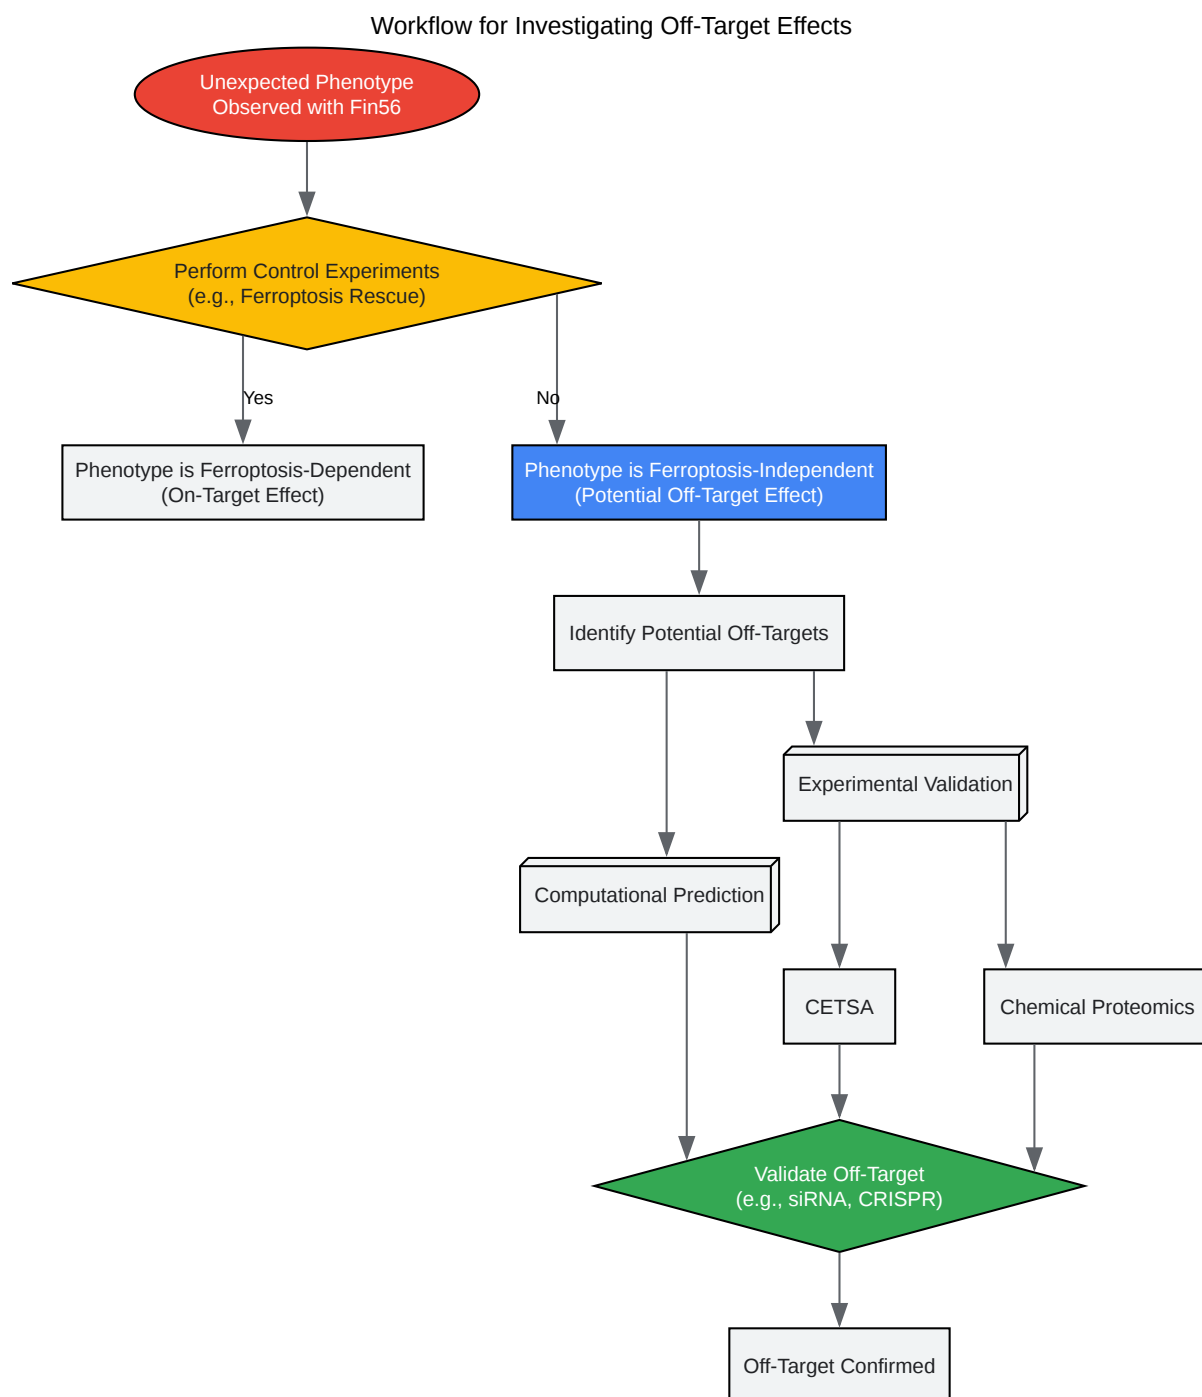 Workflow for Investigating Off-Target Effects
Unexpected Phenotype
Observed with Fin56
Perform Control Experiments
(e.g., Ferroptosis Rescue)
Yes
No
Phenotype is Ferroptosis-Dependent
(On-Target Effect)
Phenotype is Ferroptosis-Independent
(Potential Off-Target Effect)
Identify Potential Off-Targets
Experimental Validation
Computational Prediction
CETSA
Chemical Proteomics
Validate Off-Target
(e.g., siRNA, CRISPR)
Off-Target Confirmed